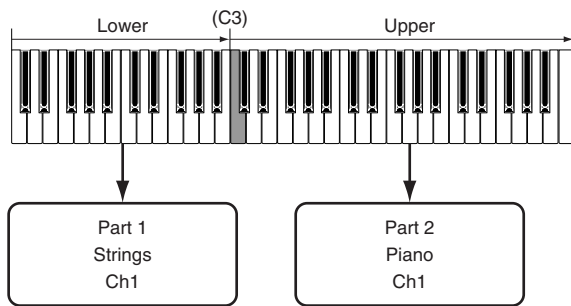 Lower
(C3)
Upper
Part 1
Strings
Ch1
Part 2
Piano
Ch1